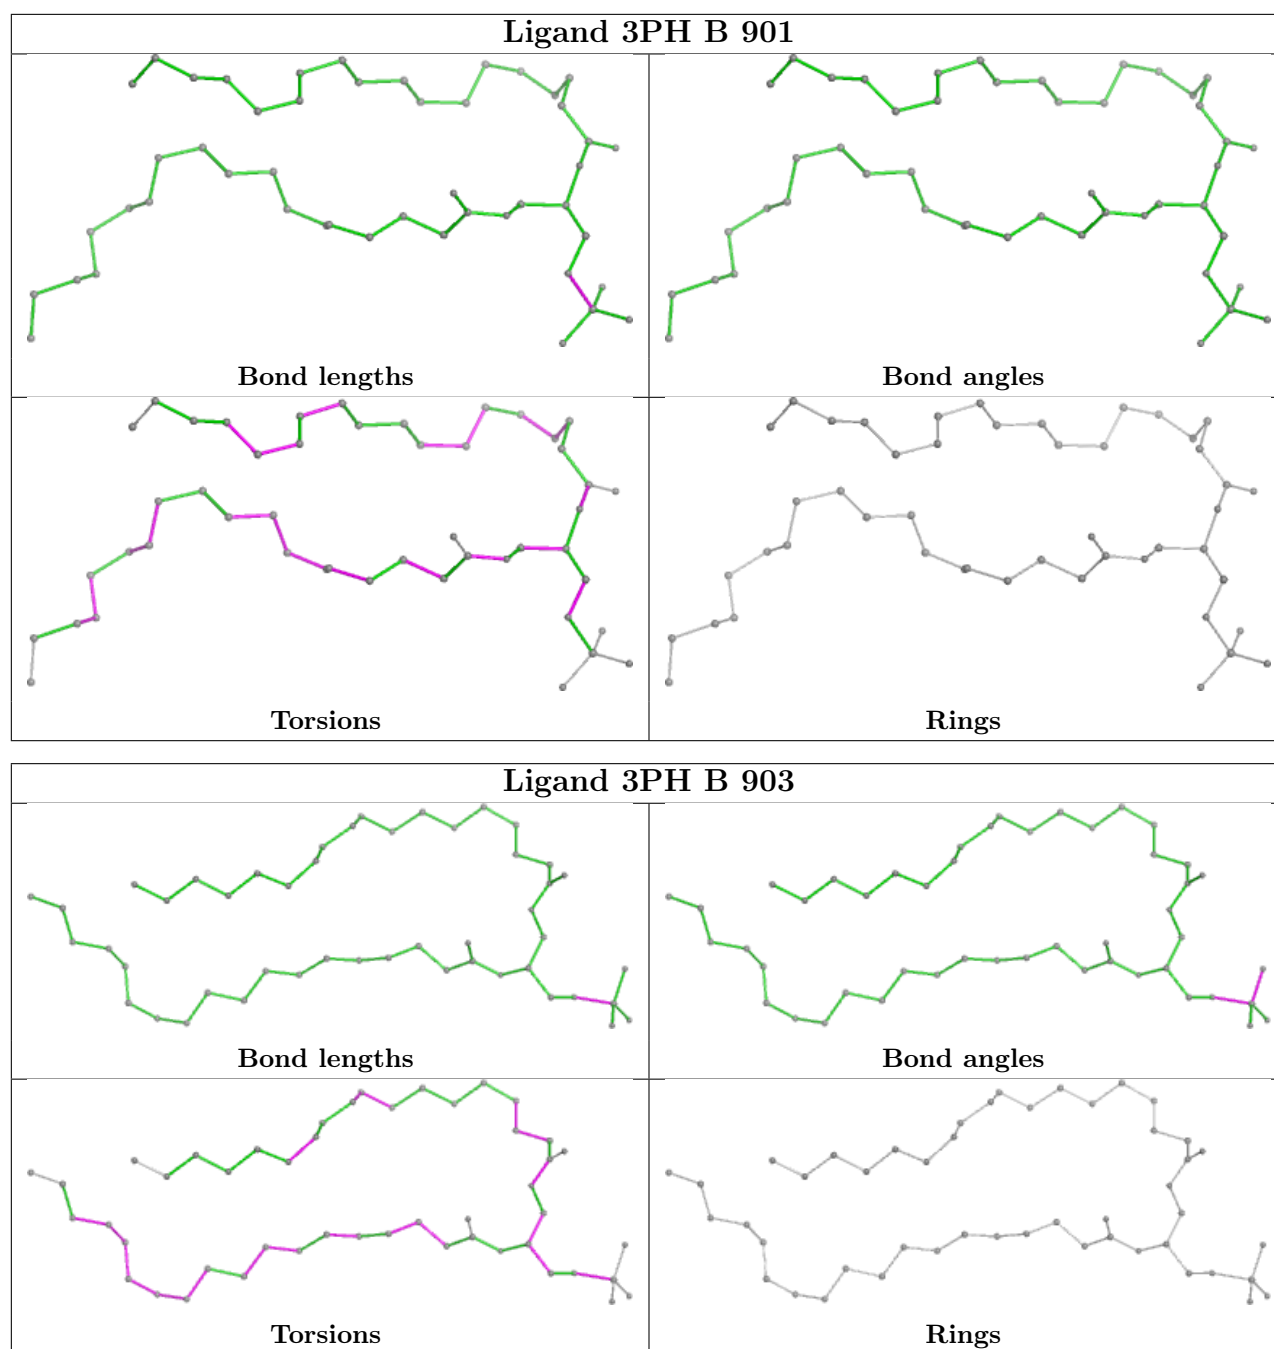 Ligand 3PH B 901
Bond lengths
Bond angles
Torsions
Rings
Ligand 3PH B 903
Bond lengths
Bond angles
Torsions
Rings